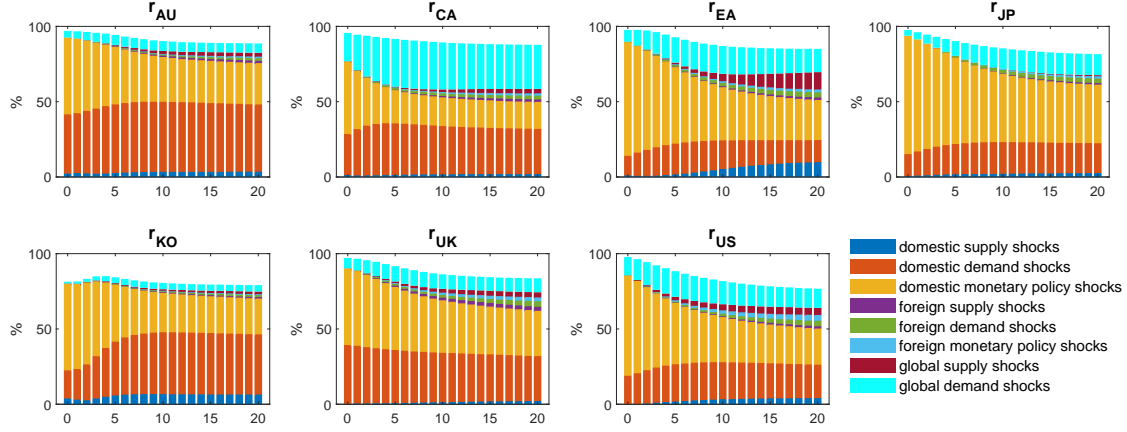 r_AU
r_CA
r_EA
r_JP
100
50
0
%
0 5 10 15 20
100
50
0
%
0 5 10 15 20
100
50
0
%
0 5 10 15 20
100
50
0
%
0 5 10 15 20
r_KO
r_UK
r_US
100
50
0
%
0 5 10 15 20
100
50
0
%
0 5 10 15 20
100
50
0
%
0 5 10 15 20
domestic supply shocks
domestic demand shocks
domestic monetary policy shocks
foreign supply shocks
foreign demand shocks
foreign monetary policy shocks
global supply shocks
global demand shocks